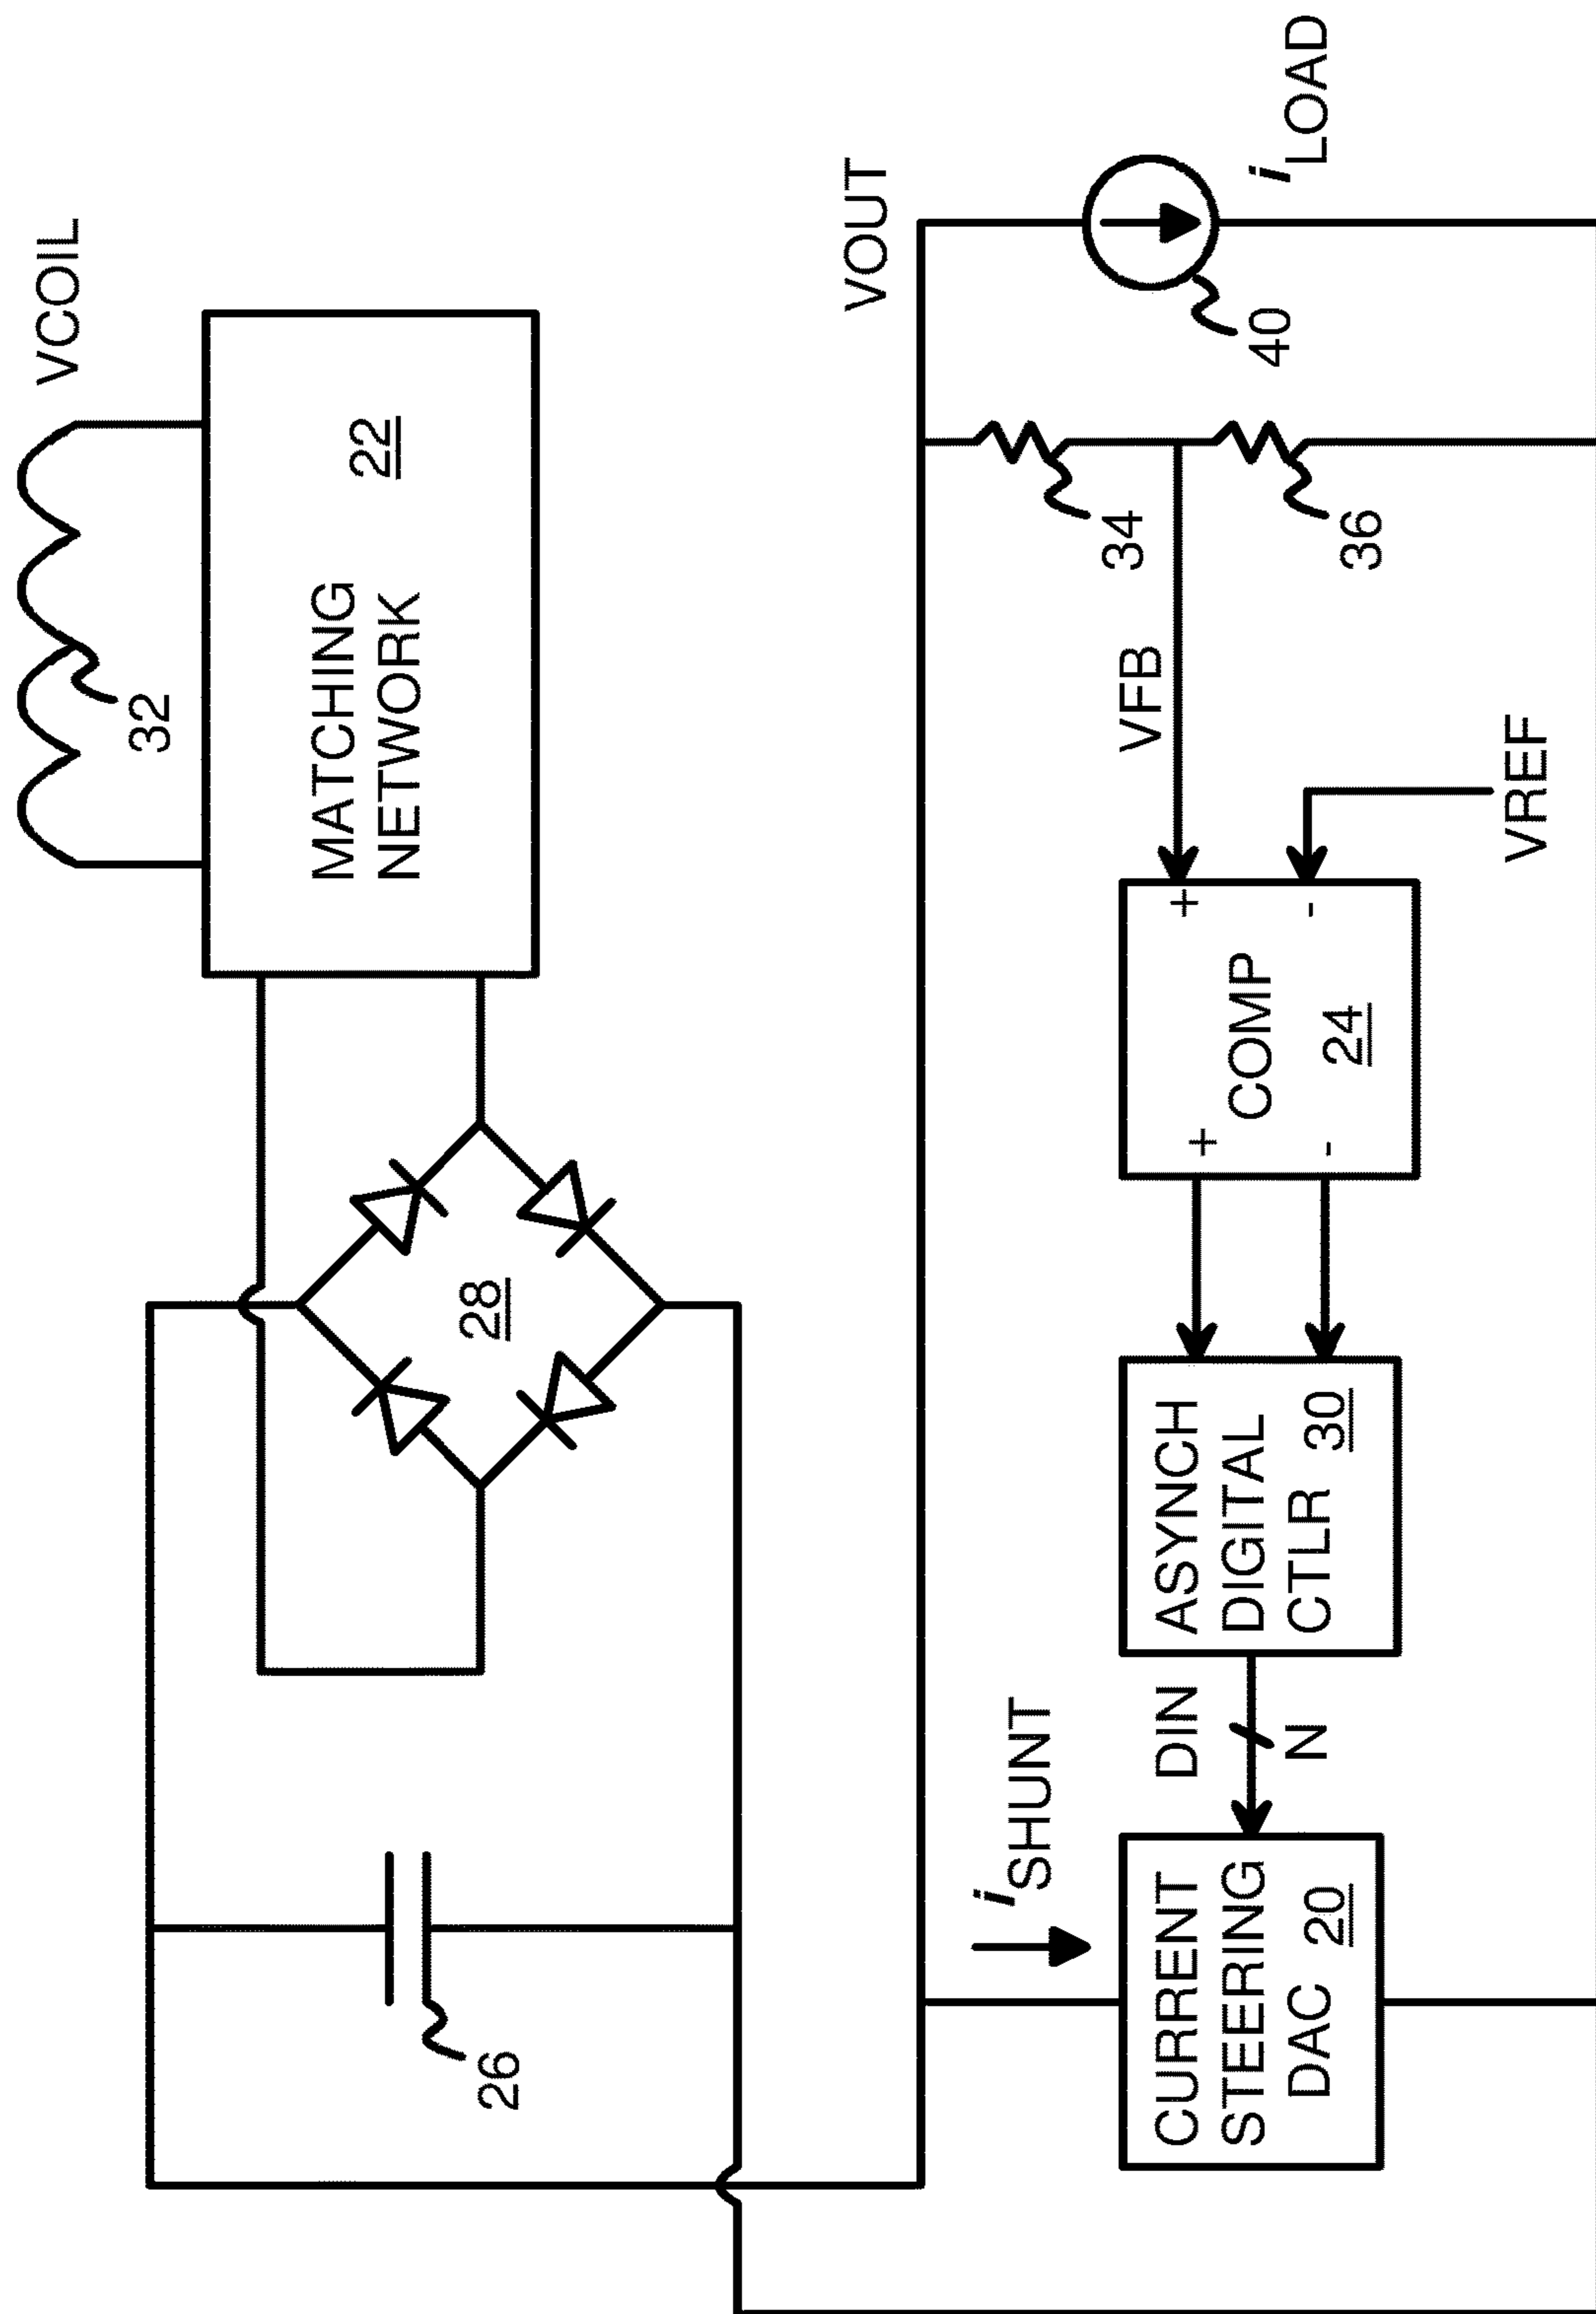 VCOIL
32
MATCHING
NETWORK
22
28
26
VOUT
iSHUNT
CURRENT
STEERING
DAC 20
DIN
N
ASYNCH
DIGITAL
CTLR 30
+
-
COMP
24
+
-
VFB
VREF
34
36
40
iLOAD